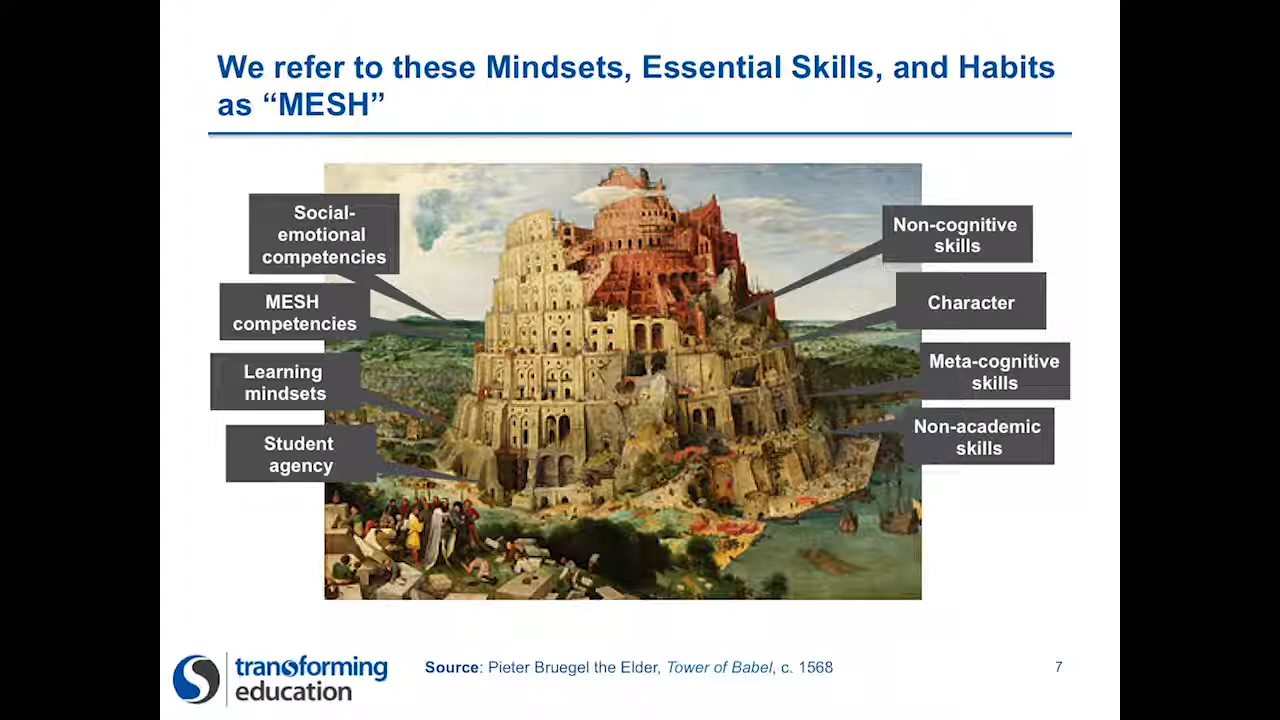 We refer to these Mindsets, Essential Skills, and Habits
as “MESH”
Social-
emotional
competencies
MESH
competencies
Learning
mindsets
Student
agency
Non-cognitive
skills
Character
Meta-cognitive
skills
Non-academic
skills
transforming
education
Source: Pieter Bruegel the Elder, Tower of Babel, c. 1568
7